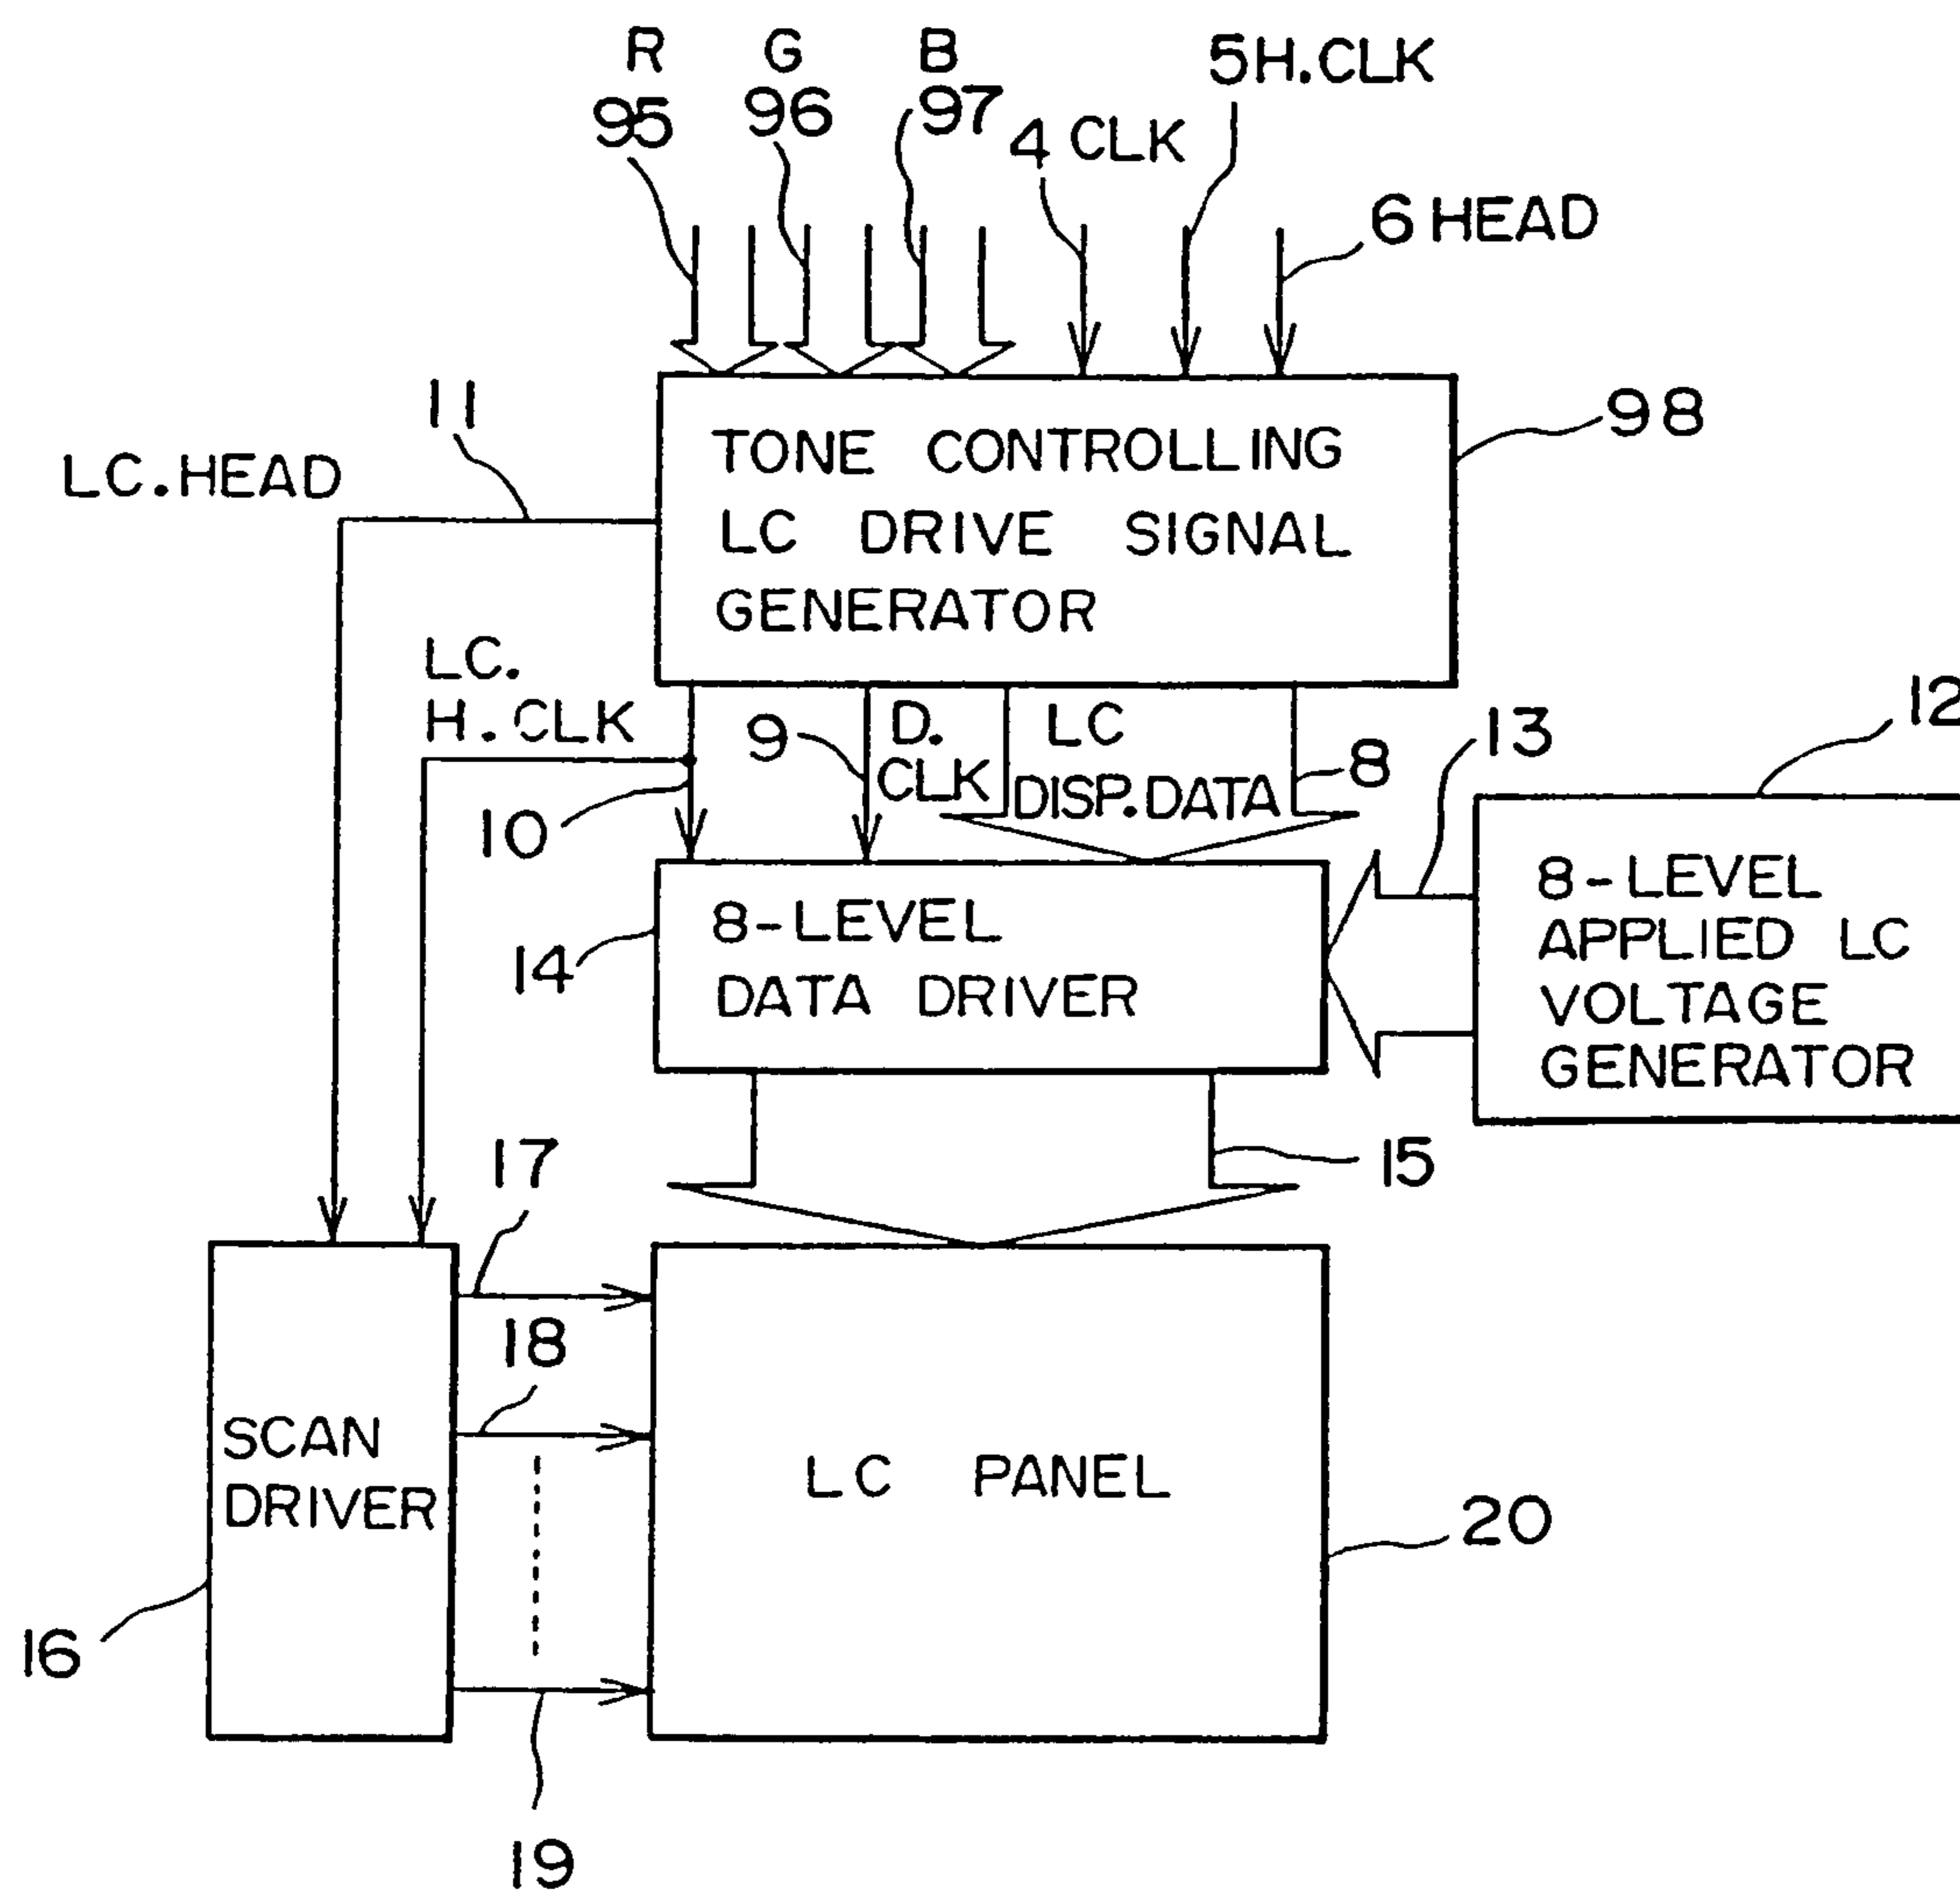 R G B 5H.CLK
95 96 97 4 CLK
6 HEAD
11
98
LC.HEAD
TONE CONTROLLING
LC DRIVE SIGNAL
GENERATOR
LC.
H.CLK
9
D.
CLK
LC
DISP.DATA
8
13
12
10
14
8-LEVEL
DATA DRIVER
8-LEVEL
APPLIED LC
VOLTAGE
GENERATOR
17
15
18
SCAN
DRIVER
LC PANEL
20
16
19